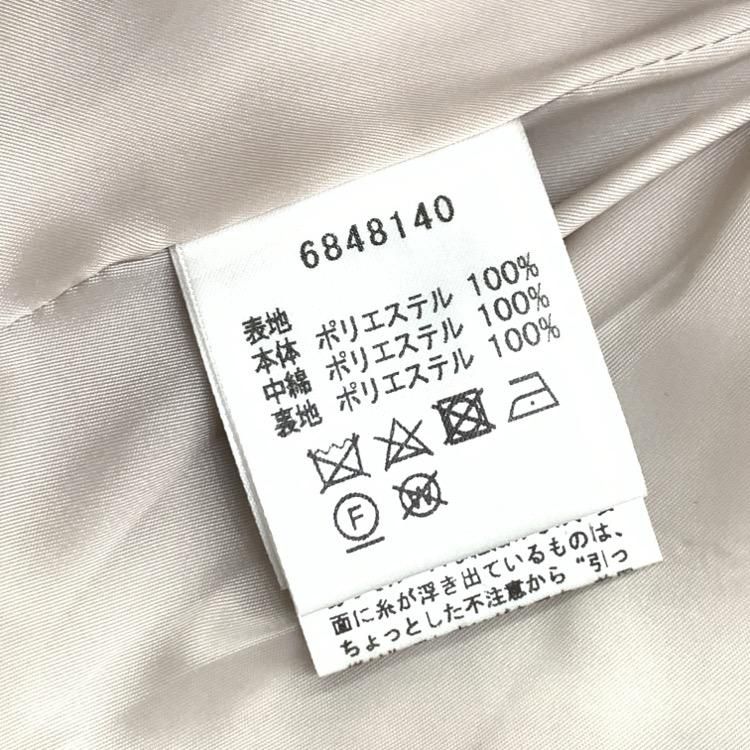 6848140
表地
本体 ポリエステル 100%
中綿 ポリエステル 100%
表地 ポリエステル 100%
F
W
面に糸が浮き出ているものは、
ちょっとした不注意から“引っ